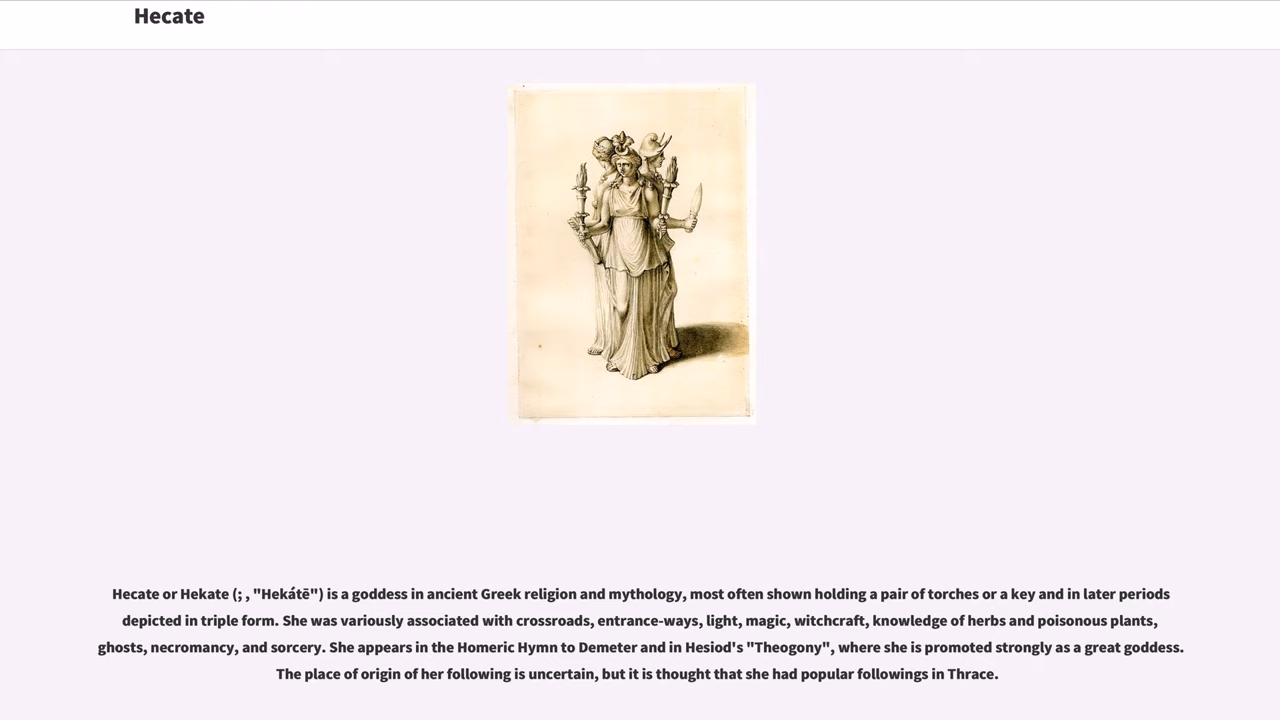 Hecate
Hecate or Hekate (; , "Hekátē") is a goddess in ancient Greek religion and mythology, most often shown holding a pair of torches or a key and in later periods
depicted in triple form. She was variously associated with crossroads, entrance-ways, light, magic, witchcraft, knowledge of herbs and poisonous plants,
ghosts, necromancy, and sorcery. She appears in the Homeric Hymn to Demeter and in Hesiod's "Theogony", where she is promoted strongly as a great goddess.
The place of origin of her following is uncertain, but it is thought that she had popular followings in Thrace.